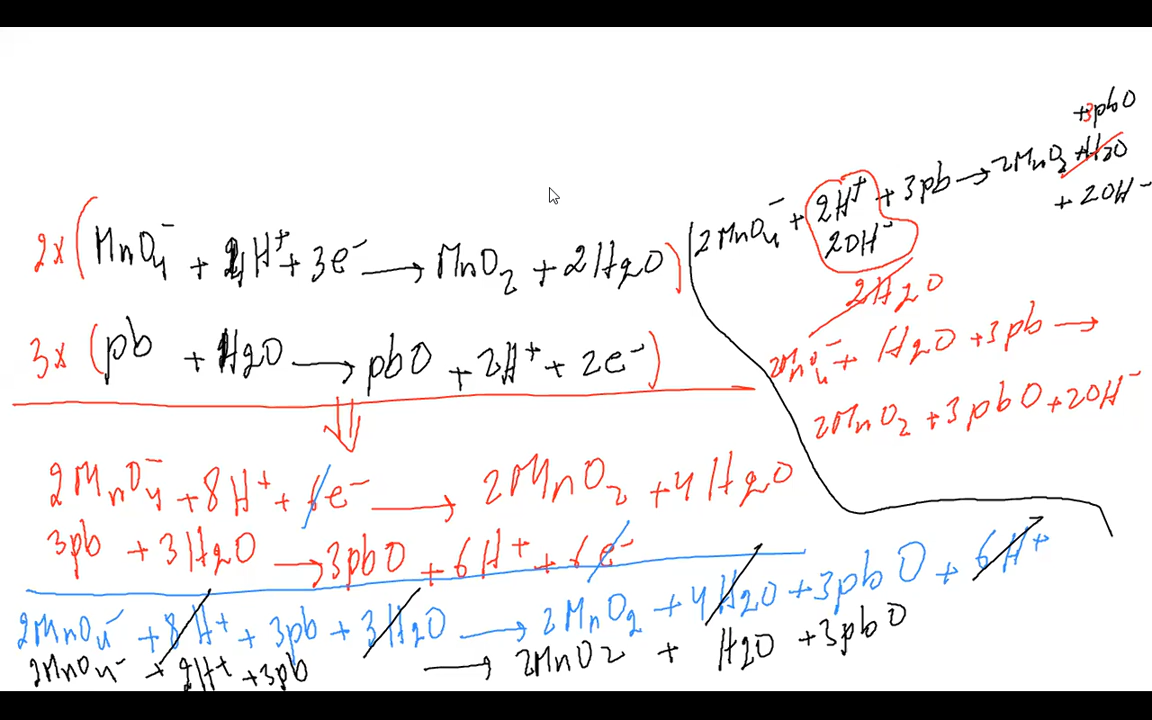 2x ( MnO₄⁻ + 4H⁺ + 3e⁻ ⟶ MnO₂ + 2H2O )
3x ( pb + H2O ⟶ pbO + 2H⁺ + 2e⁻ )
2MnO₄⁻ + 8H⁺ + 6e⁻ ⟶ 2MnO₂ + 4H2O
3pb + 3H2O ⟶ 3pbO + 6H⁺ + 6e⁻
2MnO₄⁻ + 8H⁺ + 3pb + 3H2O ⟶ 2MnO₂ + 4H2O + 3pbO + 6H⁺
2MnO₄⁻ + 2H⁺ + 3pb ⟶ 2MnO₂ + H2O + 3pbO
+3pbO
2MnO₄⁻ + 2H⁺ + 3pb ⟶ 2MnO₂ + H2O
2OH⁻ + 2OH⁻
2H2O
2MnO₄⁻ + H2O + 3pb ⟶
2MnO₂ + 3pbO + 2OH⁻